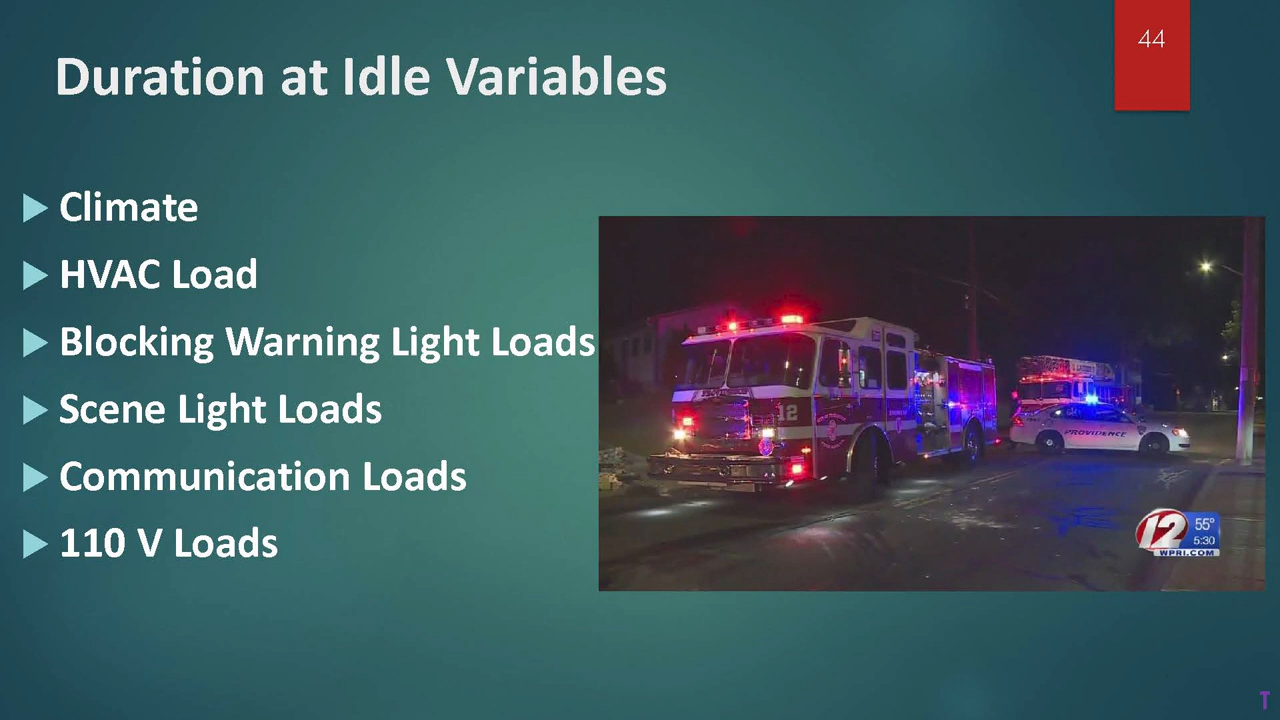 44
Duration at Idle Variables
Climate
HVAC Load
Blocking Warning Light Loads
Scene Light Loads
Communication Loads
110 V Loads
12
PROVIDENCE
12
55°
5:30
WPRI.COM
T